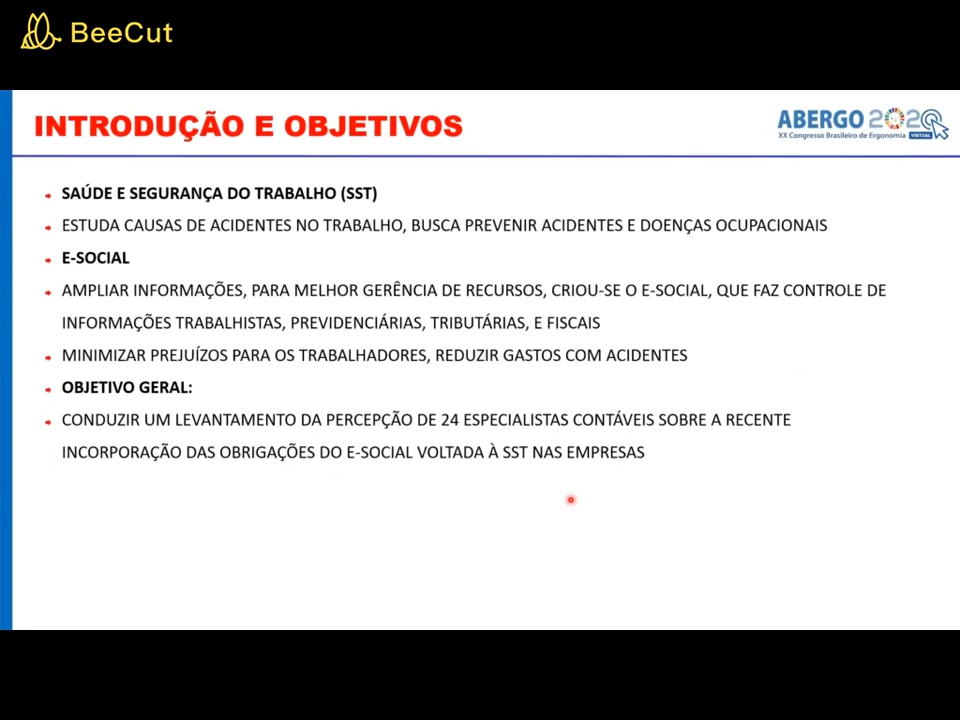 BeeCut
INTRODUÇÃO E OBJETIVOS
ABERGO 2020
XX Congresso Brasileiro de Ergonomia VIRTUAL
SAÚDE E SEGURANÇA DO TRABALHO (SST)
ESTUDA CAUSAS DE ACIDENTES NO TRABALHO, BUSCA PREVENIR ACIDENTES E DOENÇAS OCUPACIONAIS
E-SOCIAL
AMPLIAR INFORMAÇÕES, PARA MELHOR GERÊNCIA DE RECURSOS, CRIOU-SE O E-SOCIAL, QUE FAZ CONTROLE DE
INFORMAÇÕES TRABALHISTAS, PREVIDENCIÁRIAS, TRIBUTÁRIAS, E FISCAIS
MINIMIZAR PREJUÍZOS PARA OS TRABALHADORES, REDUZIR GASTOS COM ACIDENTES
OBJETIVO GERAL:
CONDUZIR UM LEVANTAMENTO DA PERCEPÇÃO DE 24 ESPECIALISTAS CONTÁVEIS SOBRE A RECENTE
INCORPORAÇÃO DAS OBRIGAÇÕES DO E-SOCIAL VOLTADA À SST NAS EMPRESAS